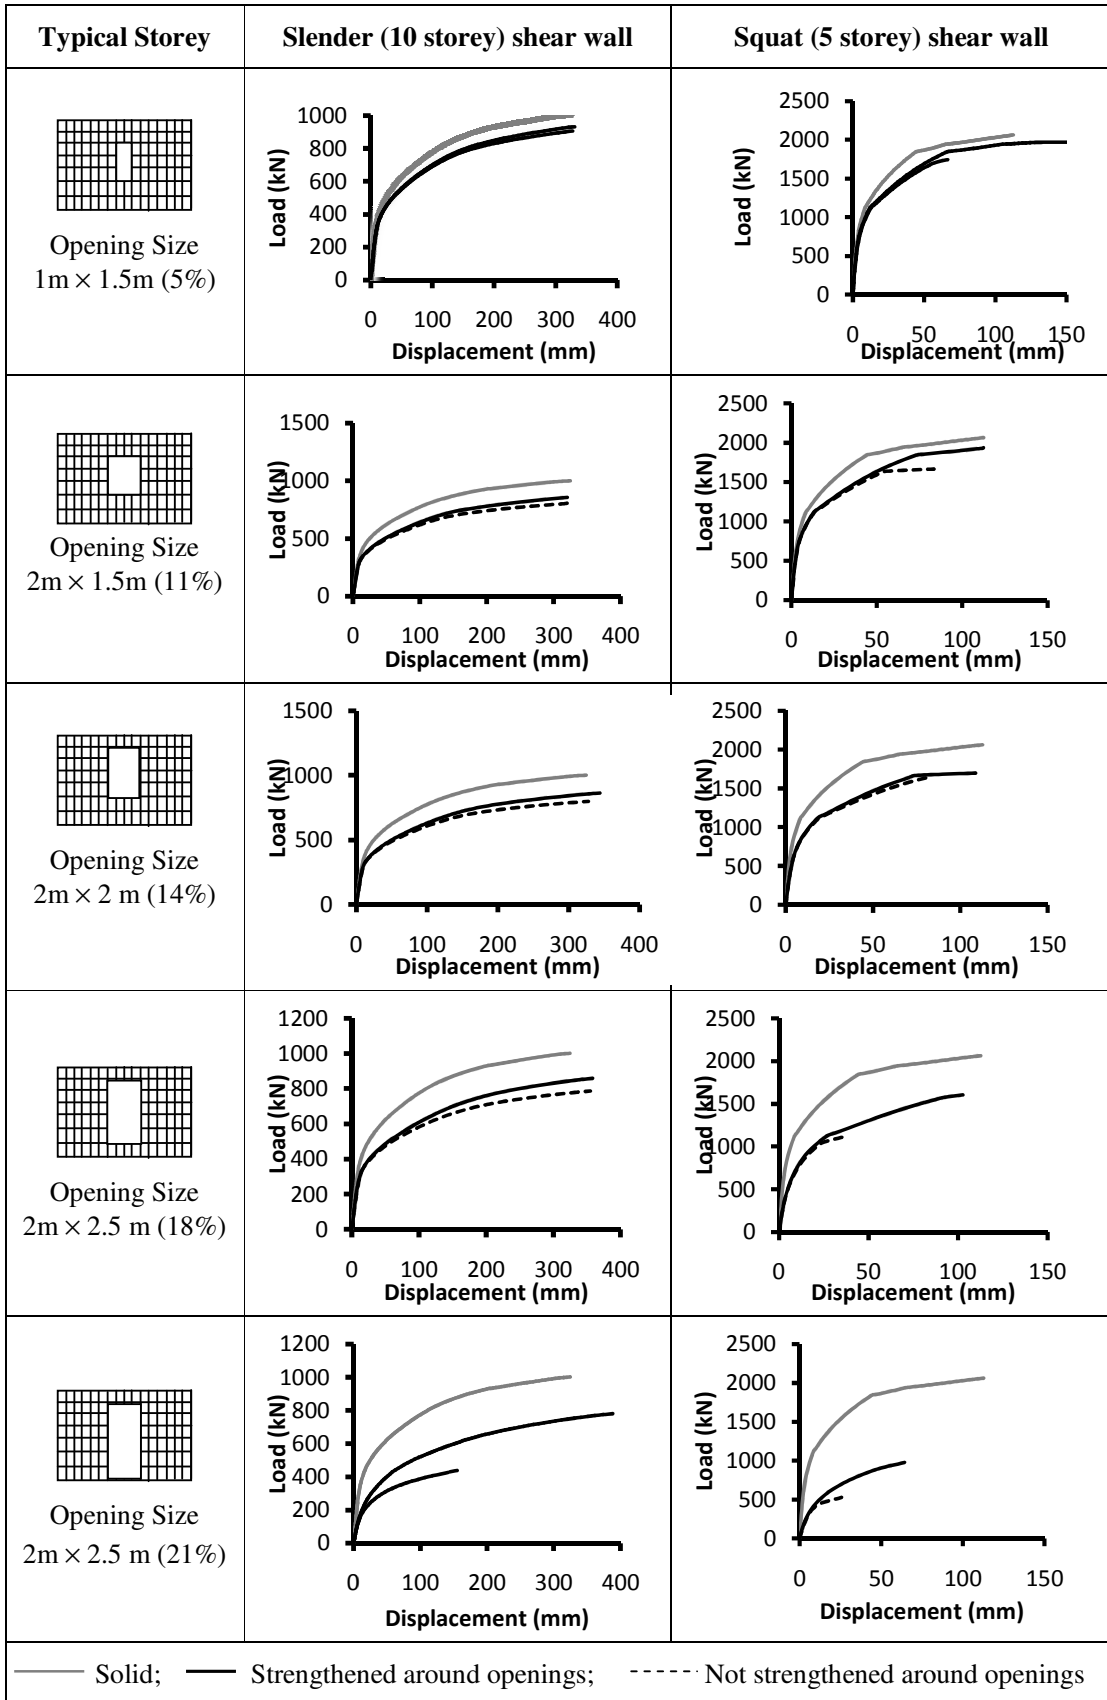 Typical Storey
Slender (10 storey) shear wall
Squat (5 storey) shear wall
Opening Size
1m × 1.5m (5%)
Load (kN)
1000
800
600
400
200
0
0 100 200 300 400
Displacement (mm)
Load (kN)
2500
2000
1500
1000
500
0
0 50 100 150
Displacement (mm)
Opening Size
2m × 1.5m (11%)
Load (kN)
1500
1000
500
0
0 100 200 300 400
Displacement (mm)
Load (kN)
2500
2000
1500
1000
500
0
0 50 100 150
Displacement (mm)
Opening Size
2m × 2 m (14%)
Load (kN)
1500
1000
500
0
0 100 200 300 400
Displacement (mm)
Load (kN)
2500
2000
1500
1000
500
0
0 50 100 150
Displacement (mm)
Opening Size
2m × 2.5 m (18%)
Load (kN)
1200
1000
800
600
400
200
0
0 100 200 300 400
Displacement (mm)
Load (kN)
2500
2000
1500
1000
500
0
0 50 100 150
Displacement (mm)
Opening Size
2m × 2.5 m (21%)
Load (kN)
1200
1000
800
600
400
200
0
0 100 200 300 400
Displacement (mm)
Load (kN)
2500
2000
1500
1000
500
0
0 50 100 150
Displacement (mm)
Solid; Strengthened around openings; Not strengthened around openings